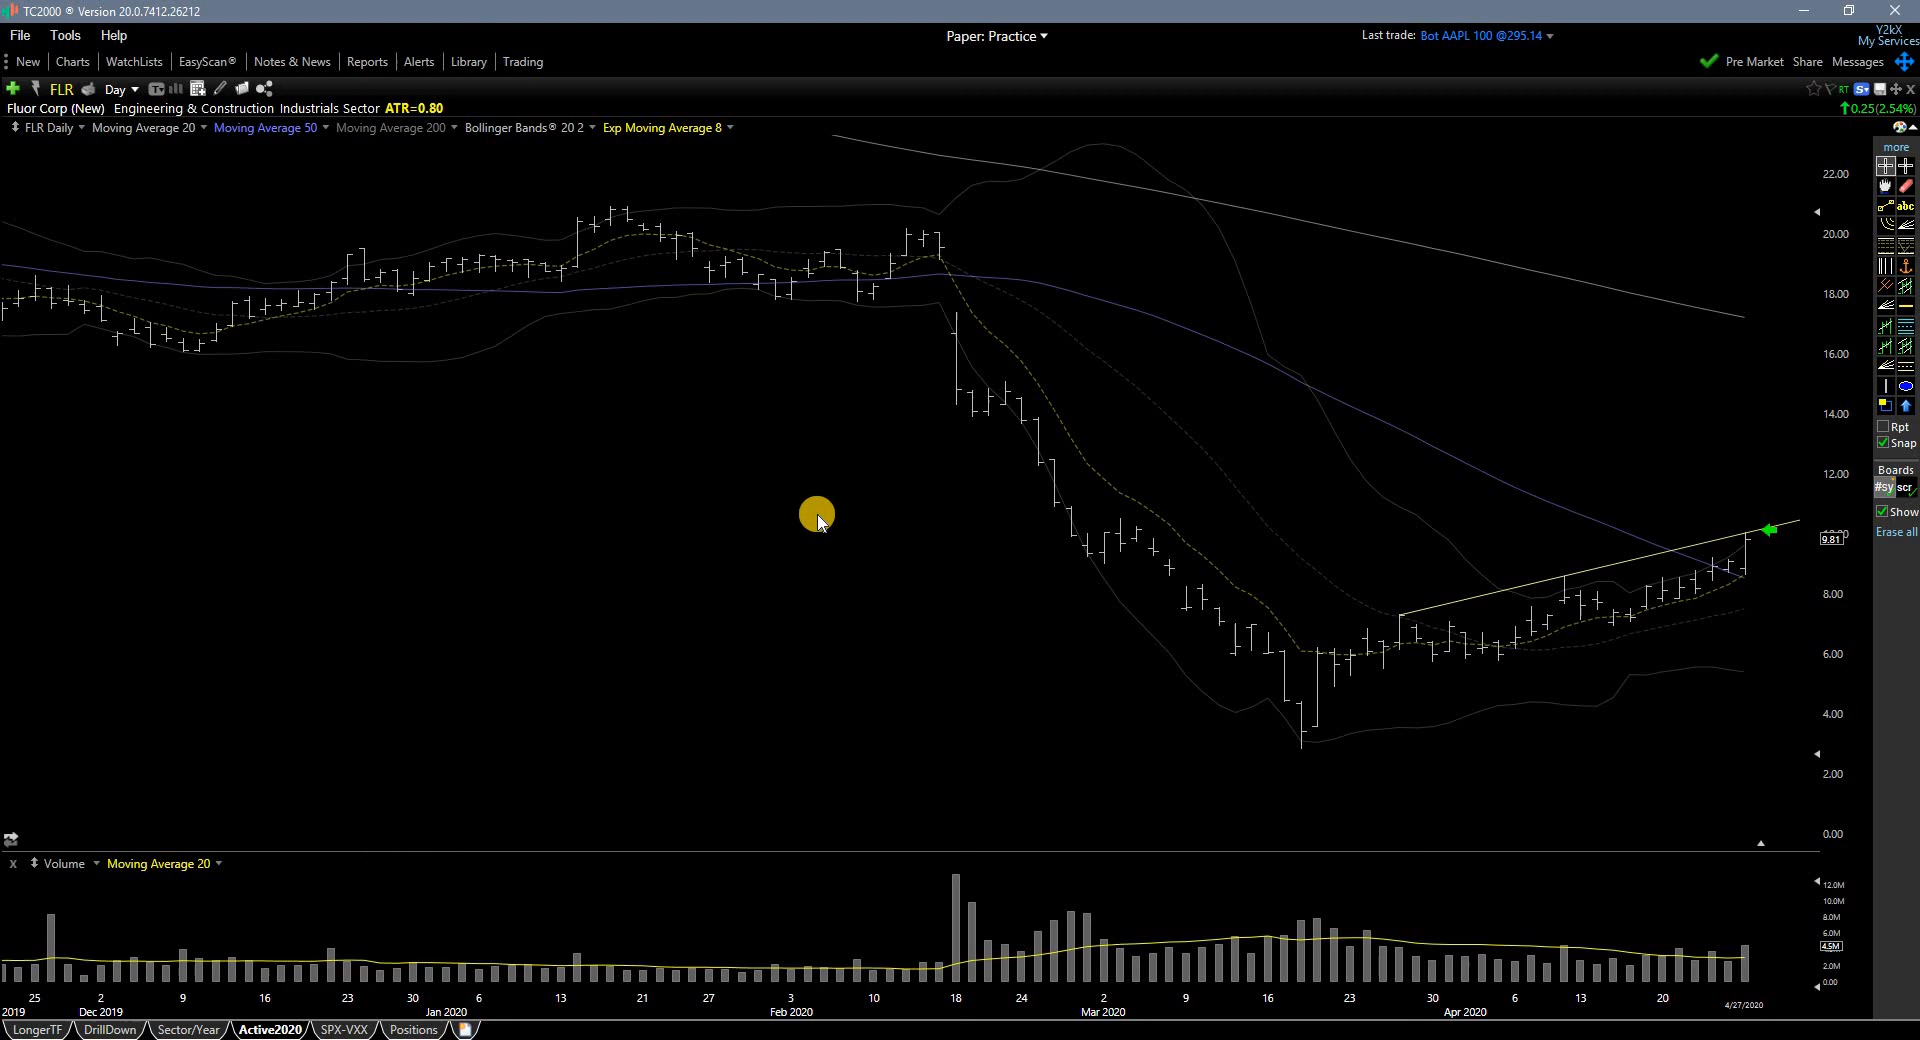 TC2000 ® Version 20.0.7412.26212
File Tools Help
Paper: Practice
Last trade: Bot AAPL 100 @295.14
Y2kX
My Services
New Charts WatchLists EasyScan® Notes & News Reports Alerts Library Trading
Pre Market Share Messages
FLR Day
RT
Fluor Corp (New) Engineering & Construction Industrials Sector ATR=0.80
0.25(2.54%)
FLR Daily Moving Average 20 Moving Average 50 Moving Average 200 Bollinger Bands® 20 2 Exp Moving Average 8
more
abc
22.00
20.00
18.00
16.00
14.00
12.00
9.81
8.00
6.00
4.00
2.00
0.00
Rpt
Snap
Boards
#sy scr
Show
Erase all
x Volume Moving Average 20
12.0M
10.0M
8.0M
6.0M
4.5M
2.0M
0.00
25 2 9 16 23 30 6 13 21 27 3 10 18 24 2 9 16 23 30 6 13 20 4/27/2020
2019 Dec 2019 Jan 2020 Feb 2020 Mar 2020 Apr 2020
LongerTF DrillDown Sector/Year Active2020 SPX-VXX Positions